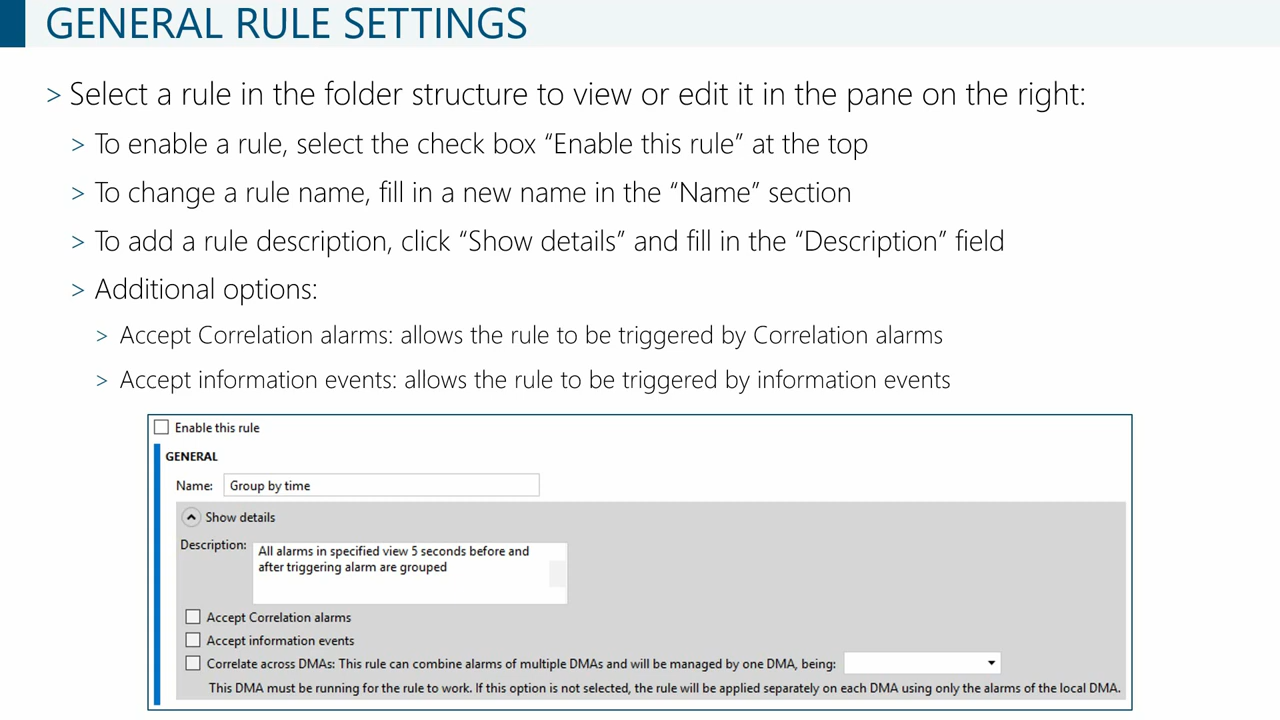 GENERAL RULE SETTINGS
> Select a rule in the folder structure to view or edit it in the pane on the right:
> To enable a rule, select the check box “Enable this rule” at the top
> To change a rule name, fill in a new name in the “Name” section
> To add a rule description, click “Show details” and fill in the “Description” field
> Additional options:
> Accept Correlation alarms: allows the rule to be triggered by Correlation alarms
> Accept information events: allows the rule to be triggered by information events
Enable this rule
GENERAL
Name: Group by time
Show details
Description: All alarms in specified view 5 seconds before and
after triggering alarm are grouped
Accept Correlation alarms
Accept information events
Correlate across DMAs: This rule can combine alarms of multiple DMAs and will be managed by one DMA, being:
This DMA must be running for the rule to work. If this option is not selected, the rule will be applied separately on each DMA using only the alarms of the local DMA.